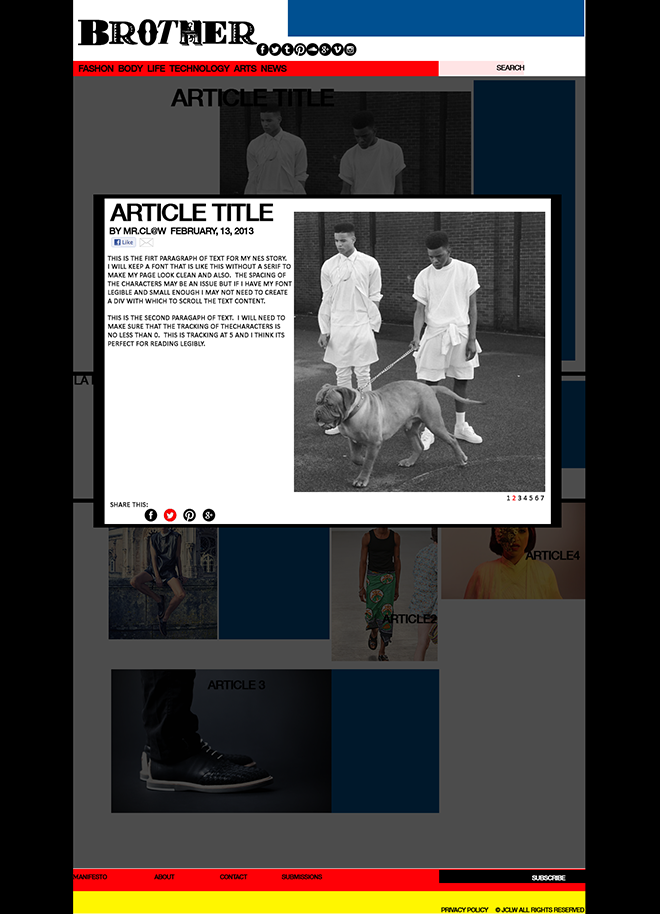 BROTHER
FASHION BODY LIFE TECHNOLOGY ARTS NEWS
SEARCH
ARTICLE TITLE
ARTICLE TITLE
BY MR.CL@W FEBRUARY, 13, 2013
Like
THIS IS THE FIRT PARAGRAPH OF TEXT FOR MY NES STORY.
I WILL KEEP A FONT THAT IS LIKE THIS WITHOUT A SERIF TO
MAKE MY PAGE LOOK CLEAN AND ALSO. THE SPACING OF
THE CHARACTERS MAY BE AN ISSUE BUT IF I HAVE MY FONT
LEGIBLE AND SMALL ENOUGH I MAY NOT NEED TO CREATE
A DIV WITH WHICH TO SCROLL THE TEXT CONTENT.
THIS IS THE SECOND PARAGAPH OF TEXT. I WILL NEED TO
MAKE SURE THAT THE TRACKING OF THECHARACTERS IS
NO LESS THAN 0. THIS IS TRACKING AT 5 AND I THINK ITS
PERFECT FOR READING LEGIBLY.
1 2 3 4 5 6 7
SHARE THIS:
ARTICLE4
ARTICLE2
ARTICLE 3
MANIFESTO ABOUT CONTACT SUBMISSIONS SUBSCRIBE
PRIVACY POLICY © JCLW ALL RIGHTS RESERVED